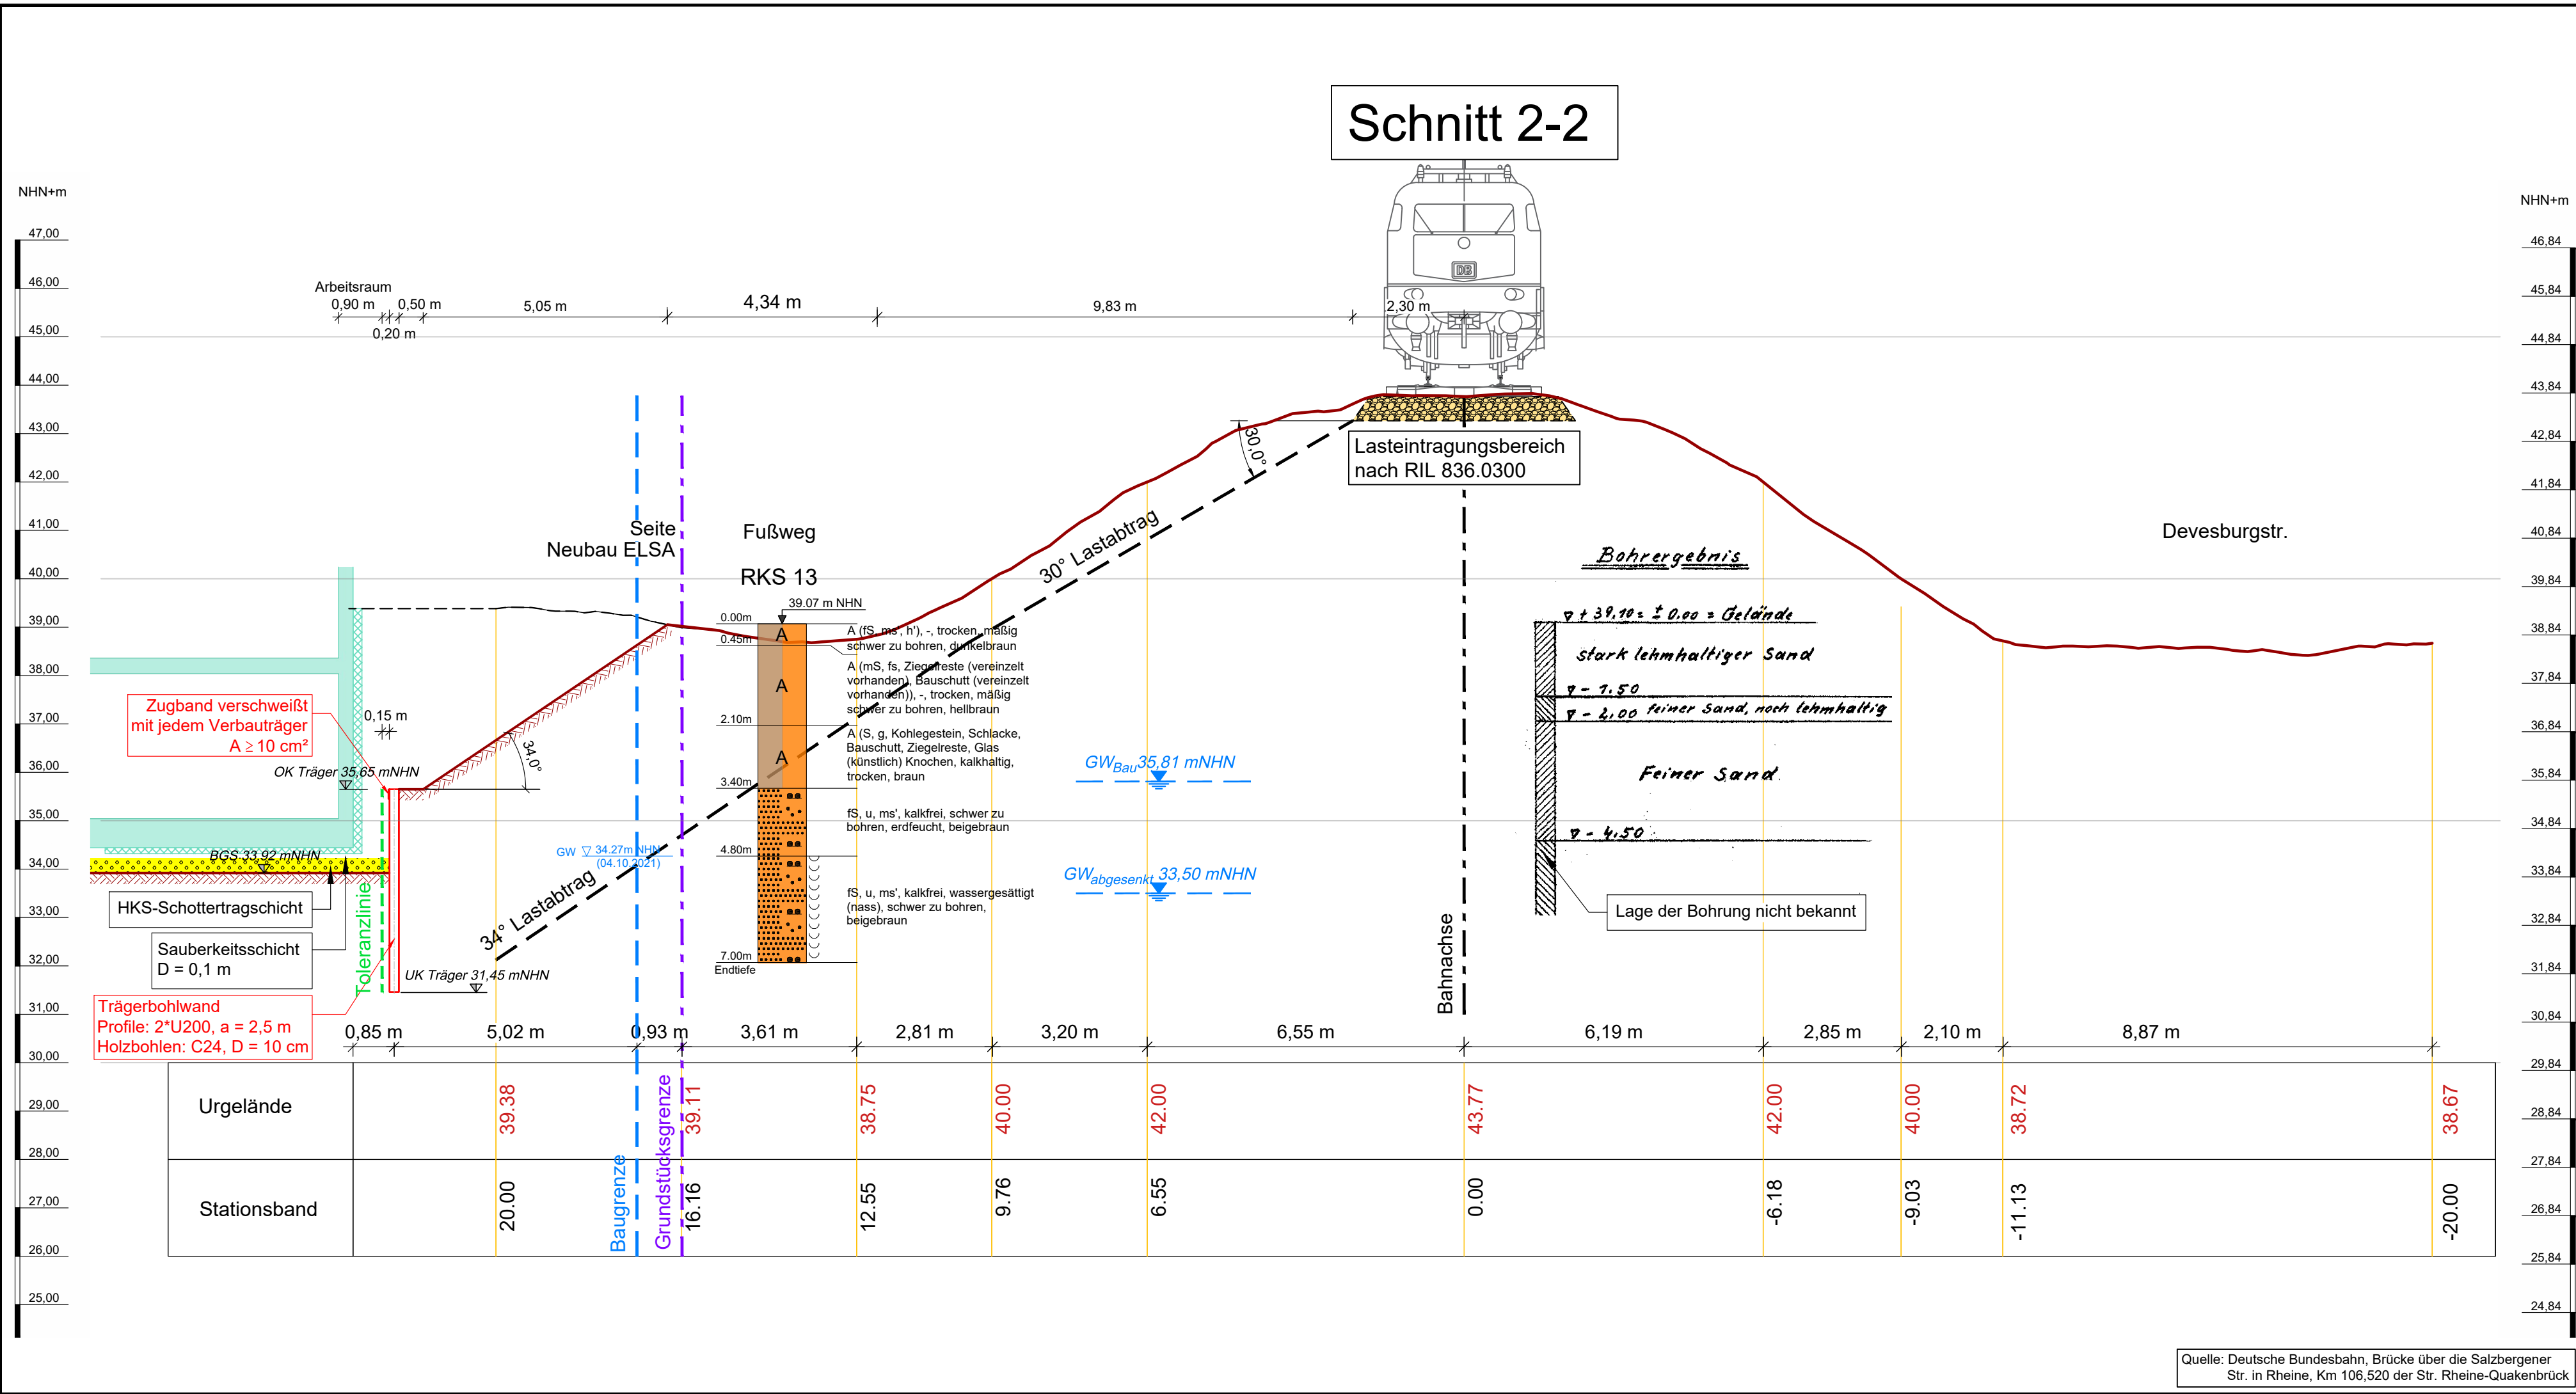 Schnitt 2-2
NHN+m
NHN+m
47,00
46,00
45,00
44,00
43,00
42,00
41,00
40,00
39,00
38,00
37,00
36,00
35,00
34,00
33,00
32,00
31,00
30,00
29,00
28,00
27,00
26,00
25,00
46,84
45,84
44,84
43,84
42,84
41,84
40,84
39,84
38,84
37,84
36,84
35,84
34,84
33,84
32,84
31,84
30,84
29,84
28,84
27,84
26,84
25,84
24,84
Arbeitsraum
0,90 m
0,50 m
0,20 m
5,05 m
4,34 m
9,83 m
2,30 m
DB
30,0°
Lasteintragungsbereich
nach RIL 836.0300
30° Lastabtrag
Seite
Neubau ELSA
Fußweg
RKS 13
39.07 m NHN
0.00m
0.45m
2.10m
3.40m
4.80m
7.00m
Endtiefe
A
A
A
A (fS, ms', h'), -, trocken, mäßig
schwer zu bohren, dunkelbraun
A (mS, fs, Ziegelreste (vereinzelt
vorhanden), Bauschutt (vereinzelt
vorhanden)), -, trocken, mäßig
schwer zu bohren, hellbraun
A (S, g, Kohlegestein, Schlacke,
Bauschutt, Ziegelreste, Glas
(künstlich) Knochen, kalkhaltig,
trocken, braun
fS, u, ms', kalkfrei, schwer zu
bohren, erdfeucht, beigebraun
fS, u, ms', kalkfrei, wassergesättigt
(nass), schwer zu bohren,
beigebraun
Devesburgstr.
Bohrergebnis
+ 39,10 = ± 0,00 = Gelände
stark lehmhaltiger Sand
- 1.50
- 2,00 feiner Sand, noch lehmhaltig
Feiner Sand
- 4.50
Lage der Bohrung nicht bekannt
GWBau 35,81 mNHN
GWabgesenkt 33,50 mNHN
Zugband verschweißt
mit jedem Verbauträger
A ≥ 10 cm²
0,15 m
OK Träger 35,65 mNHN
34,0°
BGS 33,92 mNHN
GW 34.27m NHN
(04.10.2021)
34° Lastabtrag
HKS-Schottertragschicht
Sauberkeitsschicht
D = 0,1 m
Toleranzlinie
UK Träger 31,45 mNHN
Trägerbohlwand
Profile: 2*U200, a = 2,5 m
Holzbohlen: C24, D = 10 cm
Bahnachse
0,85 m
5,02 m
0,93 m
3,61 m
2,81 m
3,20 m
6,55 m
6,19 m
2,85 m
2,10 m
8,87 m
Urgelände
39.38
39.11
38.75
40.00
42.00
43.77
42.00
40.00
38.72
38.67
Baugrenze
Grundstücksgrenze
Stationsband
20.00
16.16
12.55
9.76
6.55
0.00
-6.18
-9.03
-11.13
-20.00
Quelle: Deutsche Bundesbahn, Brücke über die Salzbergener
Str. in Rheine, Km 106,520 der Str. Rheine-Quakenbrück